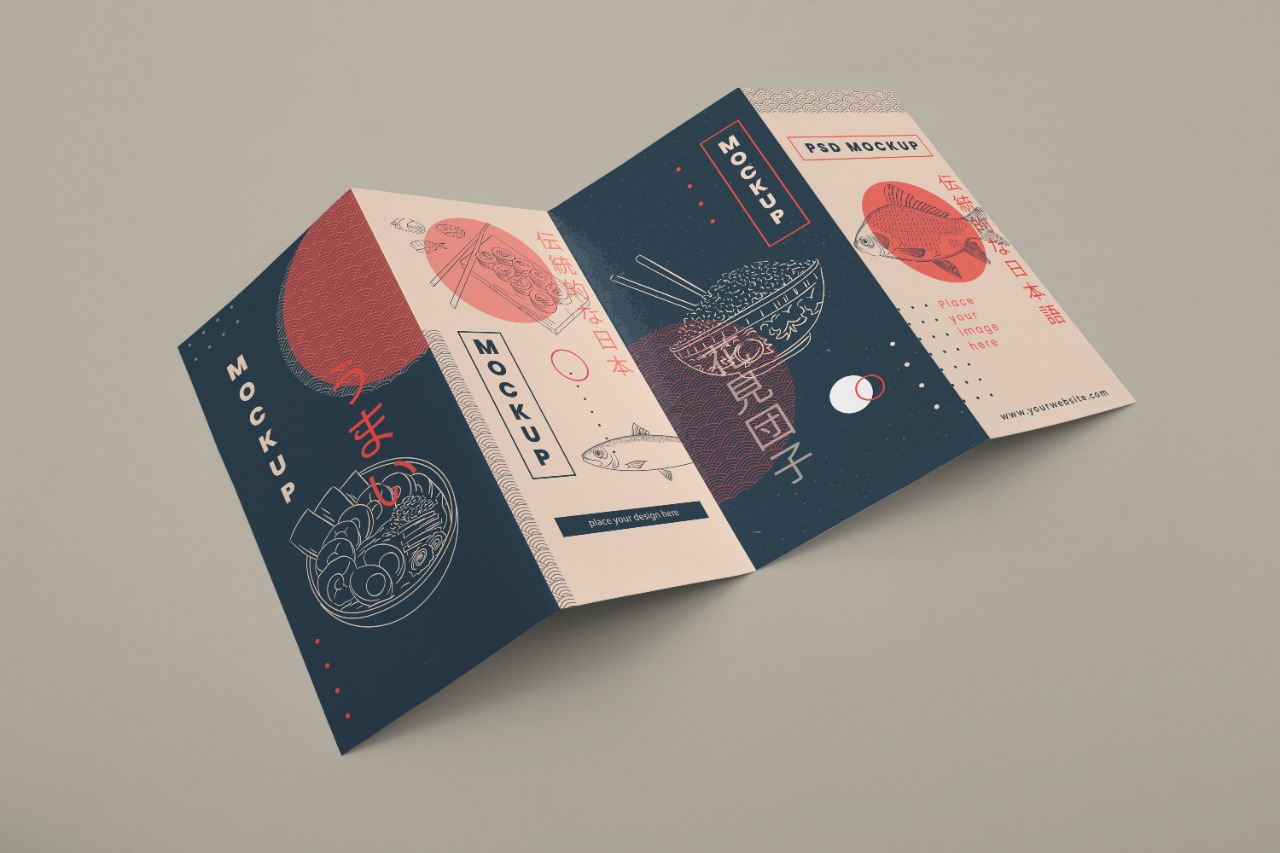 MOCKUP
うまい
伝統的な日本
MOCKUP
place your design here
MOCKUP
花見団子
PSD MOCKUP
伝統的な日本語
Place
your
image
here
www.yourwebsite.com